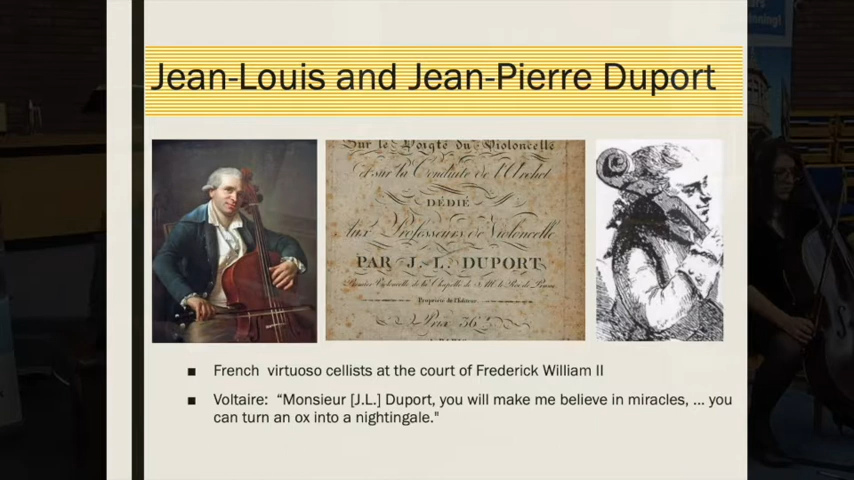 Jean-Louis and Jean-Pierre Duport
Sur le Doigté du Violoncelle
Et sur la Conduite de l'Archet
DÉDIÉ
aux Professeurs de Violoncelle
PAR J. L. DUPORT
Propriété de l'Editeur
Prix 36
■ French virtuoso cellists at the court of Frederick William II
■ Voltaire: “Monsieur [J.L.] Duport, you will make me believe in miracles, ... you
can turn an ox into a nightingale."